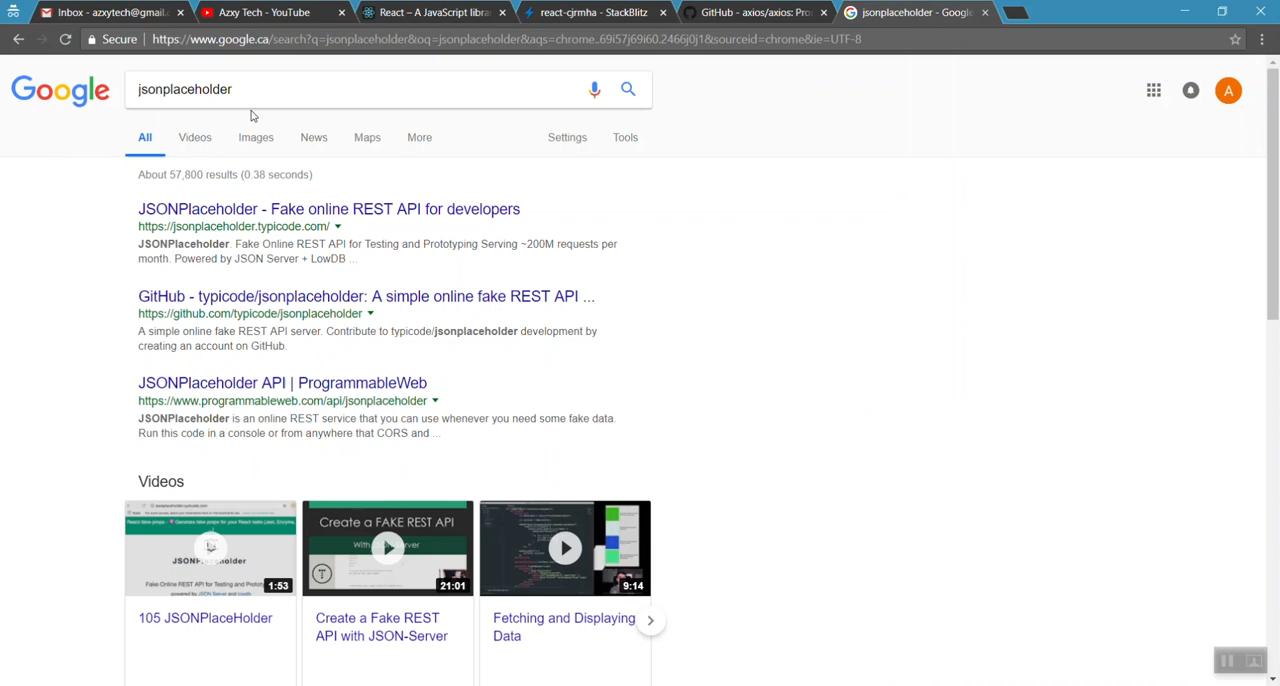 Inbox - azxytech@gmail.
Azxy Tech - YouTube
React – A JavaScript libra
react-cjrmha - StackBlitz
GitHub - axios/axios: Pro
jsonplaceholder - Google
Secure
https://www.google.ca/search?q=jsonplaceholder&oq=jsonplaceholder&aqs=chrome..69i57j69i60.2466j0j1&sourceid=chrome&ie=UTF-8
Google
jsonplaceholder
A
All Videos Images News Maps More Settings Tools
About 57,800 results (0.38 seconds)
JSONPlaceholder - Fake online REST API for developers
https://jsonplaceholder.typicode.com/
JSONPlaceholder. Fake Online REST API for Testing and Prototyping Serving ~200M requests per
month. Powered by JSON Server + LowDB ...
GitHub - typicode/jsonplaceholder: A simple online fake REST API ...
https://github.com/typicode/jsonplaceholder
A simple online fake REST API server. Contribute to typicode/jsonplaceholder development by
creating an account on GitHub.
JSONPlaceholder API | ProgrammableWeb
https://www.programmableweb.com/api/jsonplaceholder
JSONPlaceholder is an online REST service that you can use whenever you need some fake data.
Run this code in a console or from anywhere that CORS and ...
Videos
Create a FAKE REST API
1:53
21:01
9:14
105 JSONPlaceHolder
Create a Fake REST
API with JSON-Server
Fetching and Displaying
Data